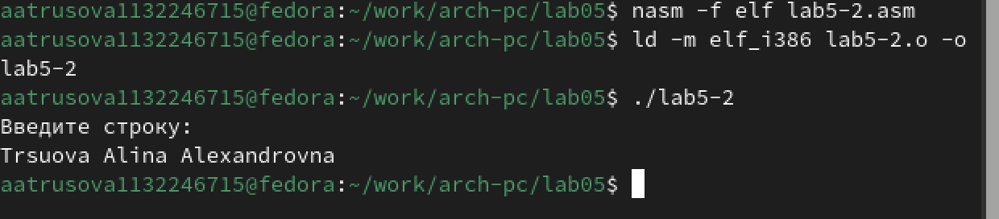 aatrusova1132246715@fedora:~/work/arch-pc/lab05$ nasm -f elf lab5-2.asm
aatrusova1132246715@fedora:~/work/arch-pc/lab05$ ld -m elf_i386 lab5-2.o -o
lab5-2
aatrusova1132246715@fedora:~/work/arch-pc/lab05$ ./lab5-2
Введите строку:
Trsuova Alina Alexandrovna
aatrusova1132246715@fedora:~/work/arch-pc/lab05$